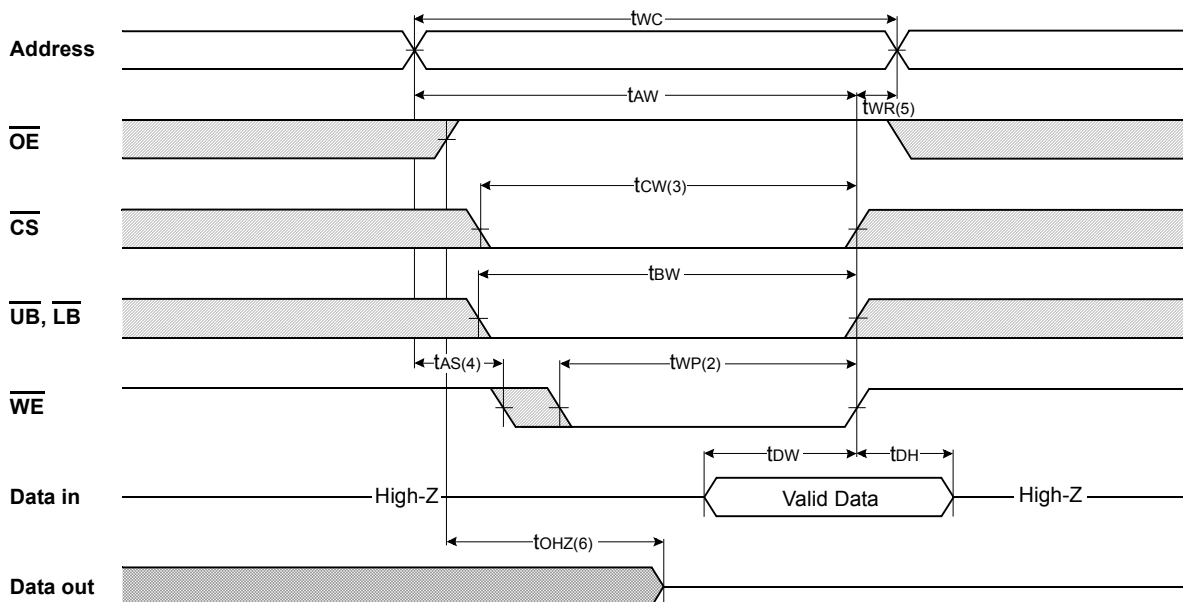 tWC
Address
tAW
tWR(5)
OE
tCW(3)
CS
tBW
UB, LB
tAS(4)
tWP(2)
WE
tDW
tDH
Data in
High-Z
Valid Data
High-Z
tOHZ(6)
Data out